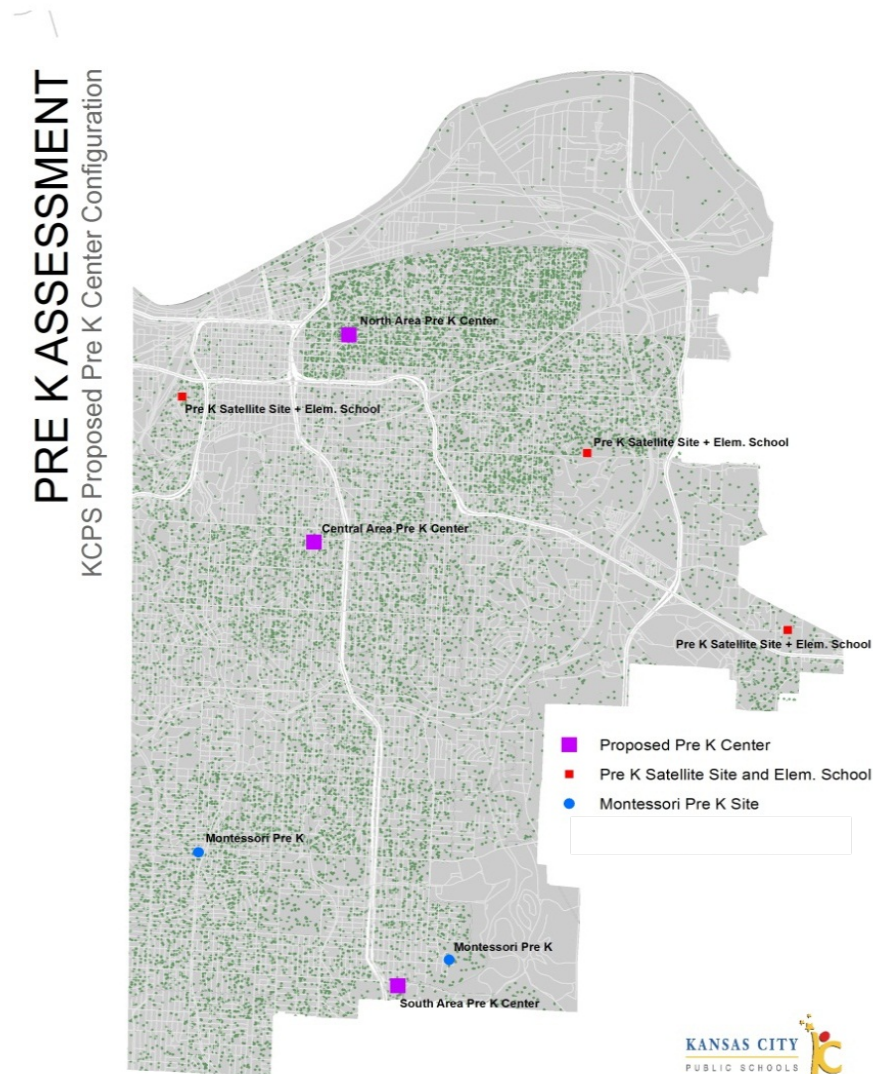 PRE K ASSESSMENT
KCPS Proposed Pre K Center Configuration
North Area Pre K Center
Pre K Satellite Site + Elem. School
Pre K Satellite Site + Elem. School
Central Area Pre K Center
Pre K Satellite Site + Elem. School
Proposed Pre K Center
Pre K Satellite Site and Elem. School
Montessori Pre K Site
Montessori Pre K
Montessori Pre K
South Area Pre K Center
KANSAS CITY
PUBLIC SCHOOLS